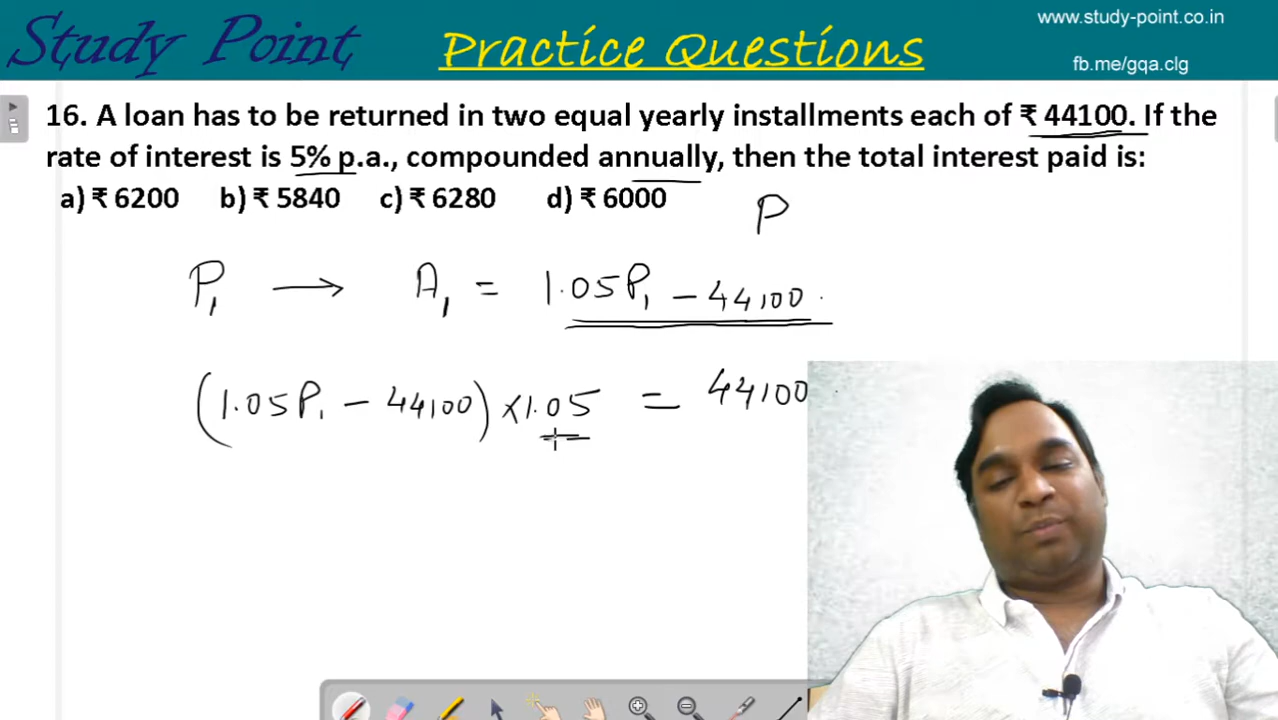 Study Point
Practice Questions
www.study-point.co.in
fb.me/gqa.clg
16. A loan has to be returned in two equal yearly installments each of ₹ 44100. If the
rate of interest is 5% p.a., compounded annually, then the total interest paid is:
a) ₹ 6200 b) ₹ 5840 c) ₹ 6280 d) ₹ 6000
P
P₁ → A₁ = 1.05P₁ − 44100.
(1.05P₁ − 44100) × 1.05 = 44100